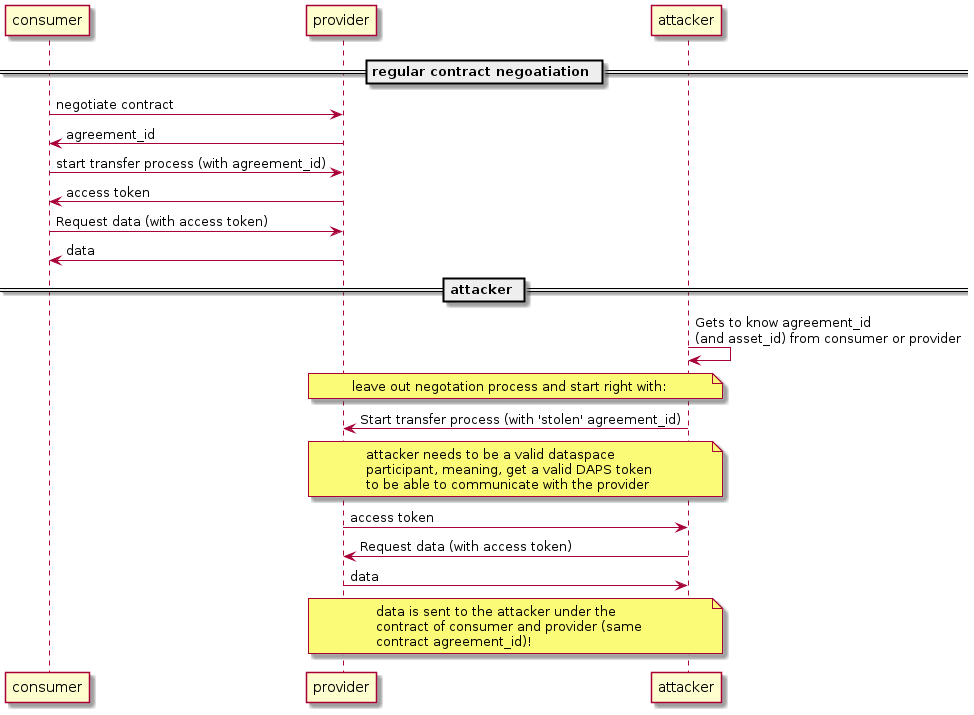 consumer
provider
attacker
regular contract negoatiation
negotiate contract
agreement_id
start transfer process (with agreement_id)
access token
Request data (with access token)
data
attacker
Gets to know agreement_id
(and asset_id) from consumer or provider
leave out negotation process and start right with:
Start transfer process (with 'stolen' agreement_id)
attacker needs to be a valid dataspace
participant, meaning, get a valid DAPS token
to be able to communicate with the provider
access token
Request data (with access token)
data
data is sent to the attacker under the
contract of consumer and provider (same
contract agreement_id)!
consumer
provider
attacker